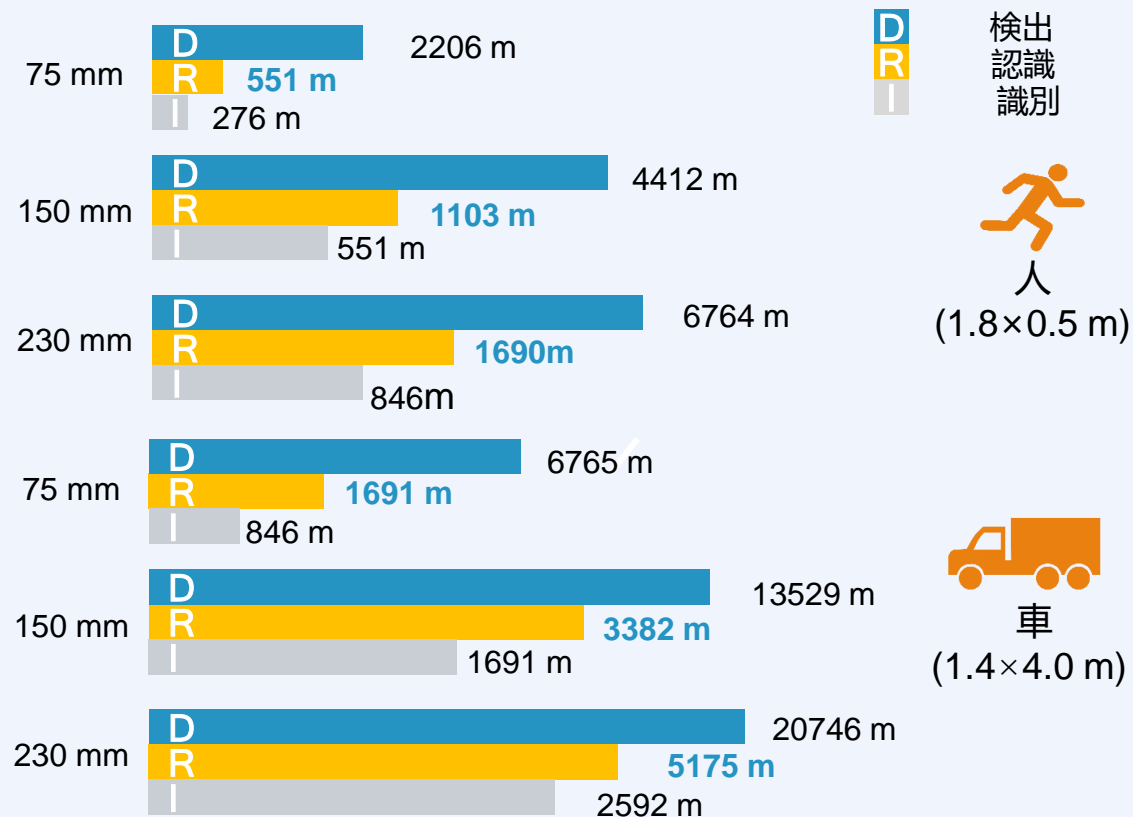 D 検出
R 認識
I 識別
75 mm
D 2206 m
R 551 m
I 276 m
150 mm
D 4412 m
R 1103 m
I 551 m
人
(1.8×0.5 m)
230 mm
D 6764 m
R 1690m
I 846m
75 mm
D 6765 m
R 1691 m
I 846 m
150 mm
D 13529 m
R 3382 m
I 1691 m
車
(1.4×4.0 m)
230 mm
D 20746 m
R 5175 m
I 2592 m